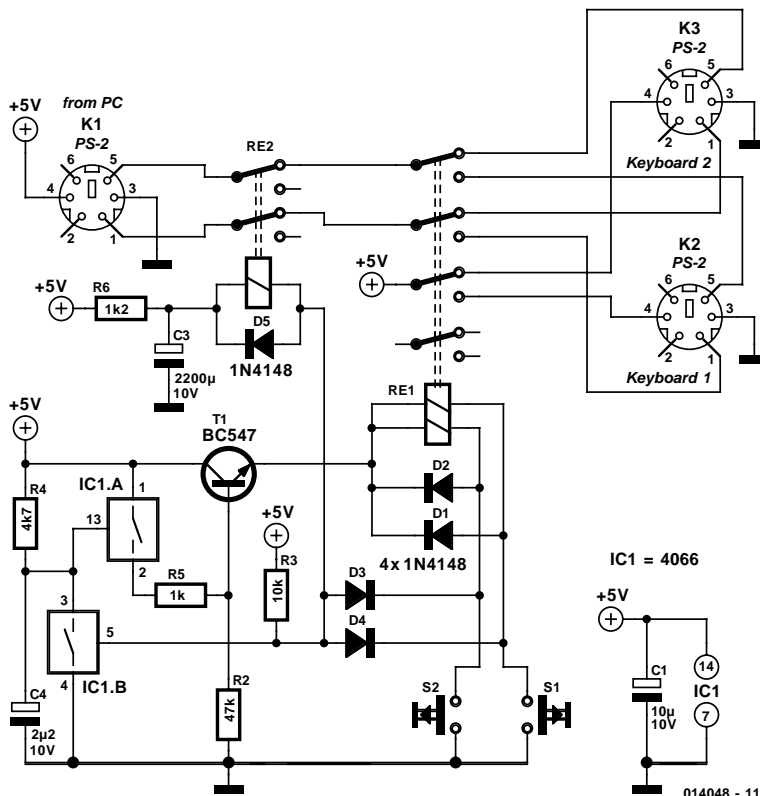 K3
PS-2
6
5
4
3
2
1
Keyboard 2
from PC
K1
PS-2
+5V
6
5
4
3
2
1
RE2
K2
PS-2
6
5
4
3
2
1
Keyboard 1
+5V
+5V
R6
1k2
C3
2200µ
10V
D5
1N4148
RE1
+5V
T1
BC547
R4
4k7
IC1.A
1
13
2
R5
1k
D2
D1
4x 1N4148
+5V
R3
10k
D3
D4
3
5
4
IC1.B
C4
2µ2
10V
R2
47k
S2
S1
IC1 = 4066
+5V
C1
10µ
10V
14
IC1
7
014048 - 11